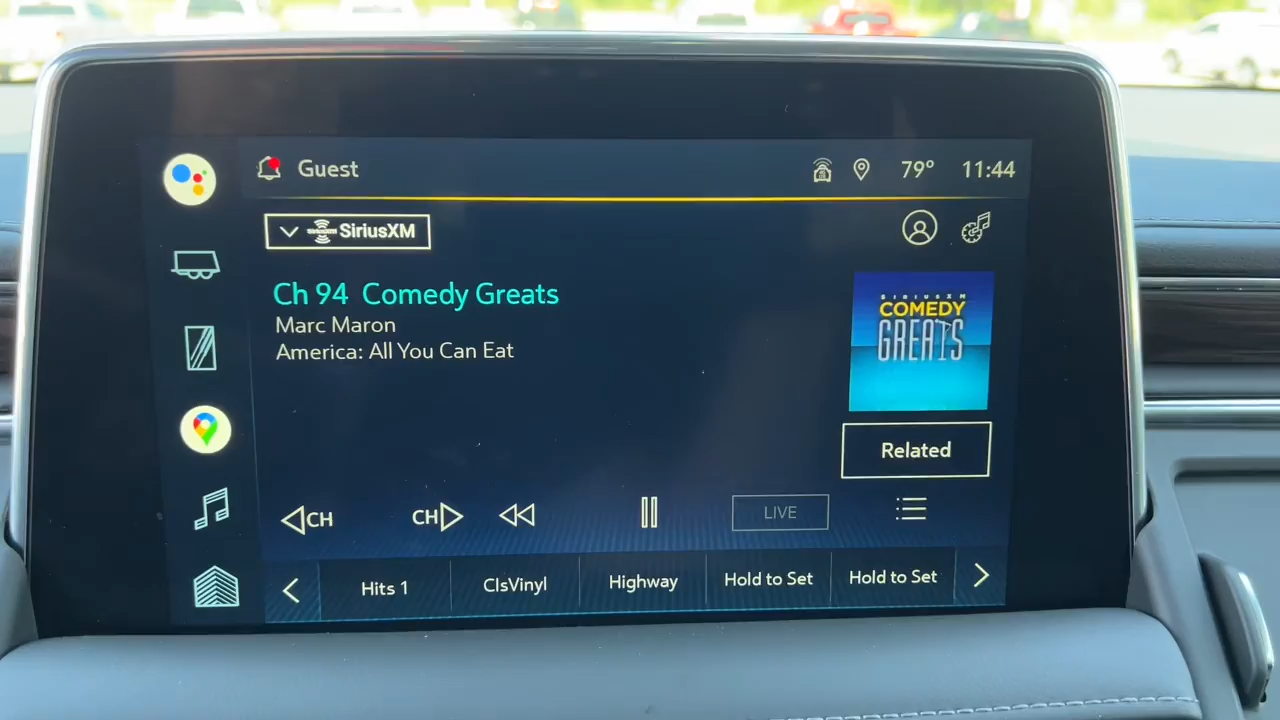 Guest
79° 11:44
SiriusXM
Ch 94 Comedy Greats
Marc Maron
America: All You Can Eat
SIRIUSXM
COMEDY
GREATS
Related
CH
CH
LIVE
Hits 1
ClsVinyl
Highway
Hold to Set
Hold to Set